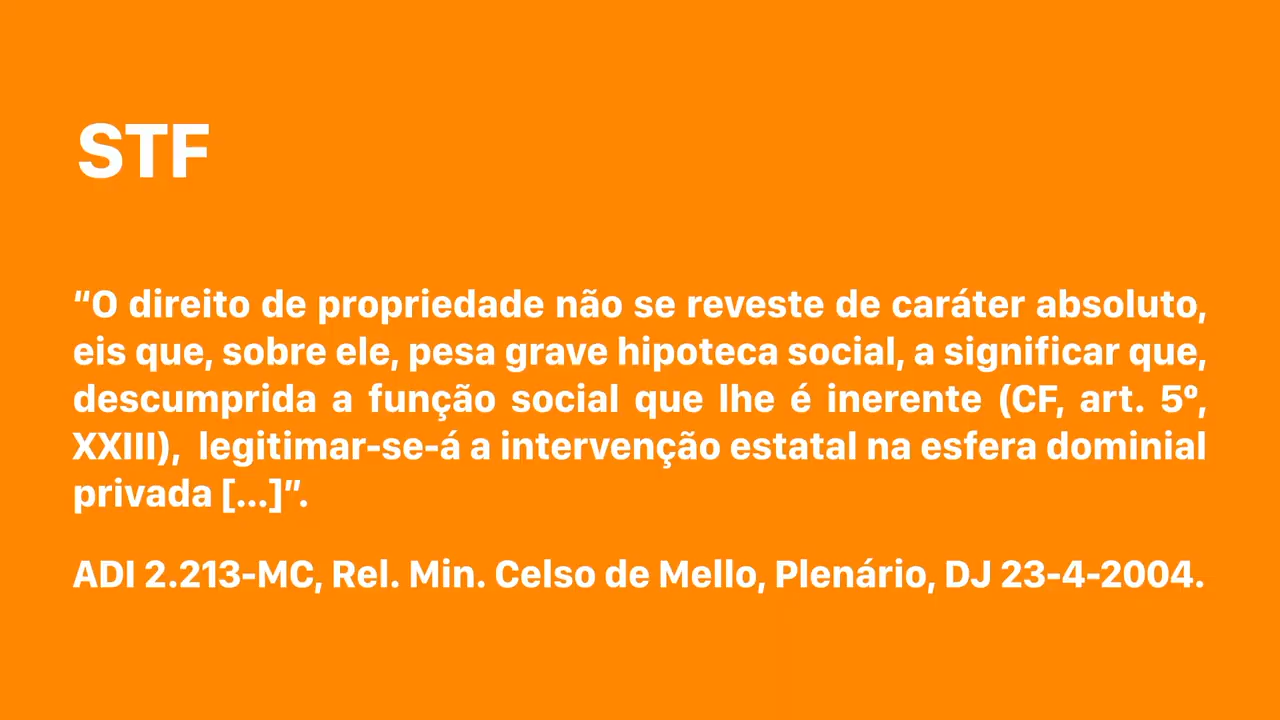 STF
"O direito de propriedade não se reveste de caráter absoluto,
eis que, sobre ele, pesa grave hipoteca social, a significar que,
descumprida a função social que lhe é inerente (CF, art. 5º,
XXIII), legitimar-se-á a intervenção estatal na esfera dominial
privada [...]".
ADI 2.213-MC, Rel. Min. Celso de Mello, Plenário, DJ 23-4-2004.